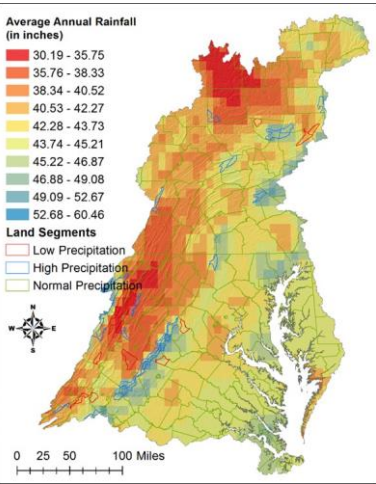 Average Annual Rainfall
(in inches)
30.19 - 35.75
35.76 - 38.33
38.34 - 40.52
40.53 - 42.27
42.28 - 43.73
43.74 - 45.21
45.22 - 46.87
46.88 - 49.08
49.09 - 52.67
52.68 - 60.46
Land Segments
Low Precipitation
High Precipitation
Normal Precipitation
N
W E
S
0 25 50 100 Miles